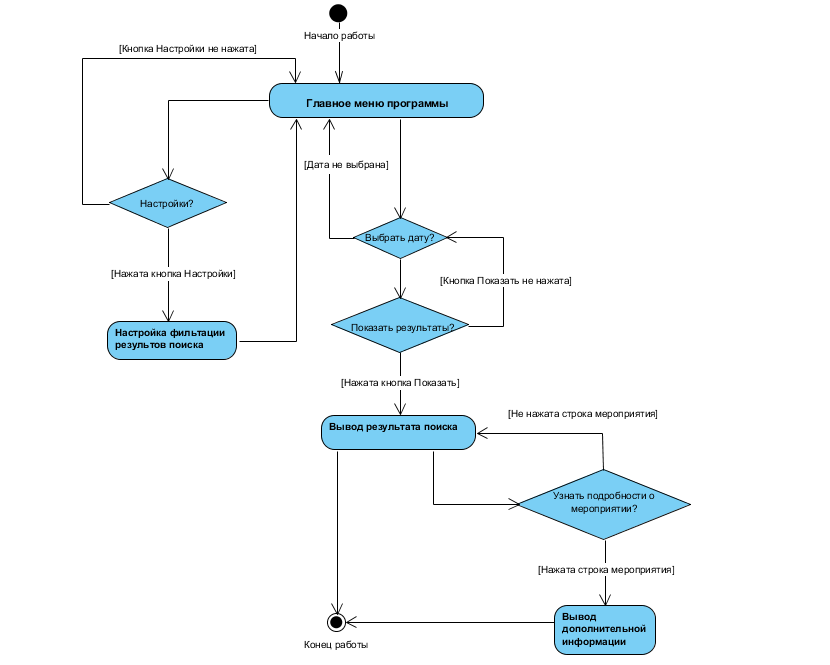 Начало работы
[Кнопка Настройки не нажата]
Главное меню программы
[Дата не выбрана]
Настройки?
Выбрать дату?
[Нажата кнопка Настройки]
[Кнопка Показать не нажата]
Настройка фильтации
результов поиска
Показать результаты?
[Нажата кнопка Показать]
[Не нажата строка мероприятия]
Вывод результата поиска
Узнать подробности о
мероприятии?
[Нажата строка мероприятия]
Вывод
дополнительной
информации
Конец работы